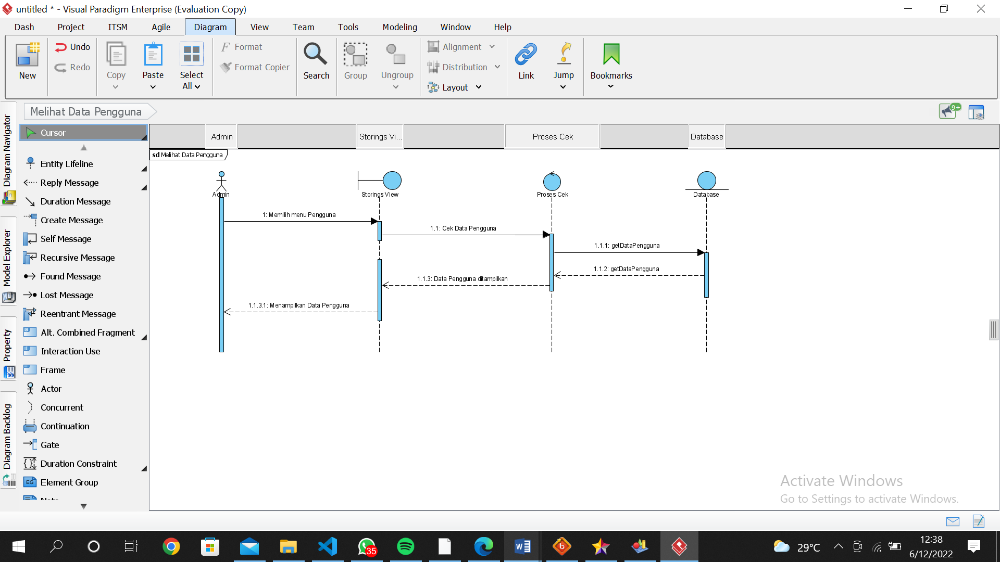 untitled * - Visual Paradigm Enterprise (Evaluation Copy)
Dash Project ITSM Agile Diagram View Team Tools Modeling Window Help
New
Undo
Redo
Copy
Paste
Select
All
Format
Format Copier
Search
Group
Ungroup
Alignment
Distribution
Layout
Link
Jump
Bookmarks
Diagram Navigator
Model Explorer
Property
Diagram Backlog
Melihat Data Pengguna
9+
Cursor
Entity Lifeline
Reply Message
Duration Message
Create Message
Self Message
Recursive Message
Found Message
Lost Message
Reentrant Message
Alt. Combined Fragment
Interaction Use
Frame
Actor
Concurrent
Continuation
Gate
Duration Constraint
EG Element Group
Note
Admin Storings Vi... Proses Cek Database
sd Melihat Data Pengguna
Admin Storings View Proses Cek Database
1: Memilih menu Pengguna
1.1: Cek Data Pengguna
1.1.1: getDataPengguna
1.1.2: getDataPengguna
1.1.3: Data Pengguna ditampilkan
1.1.3.1: Menampilkan Data Pengguna
Activate Windows
Go to Settings to activate Windows.
35
29°C
12:38
6/12/2022